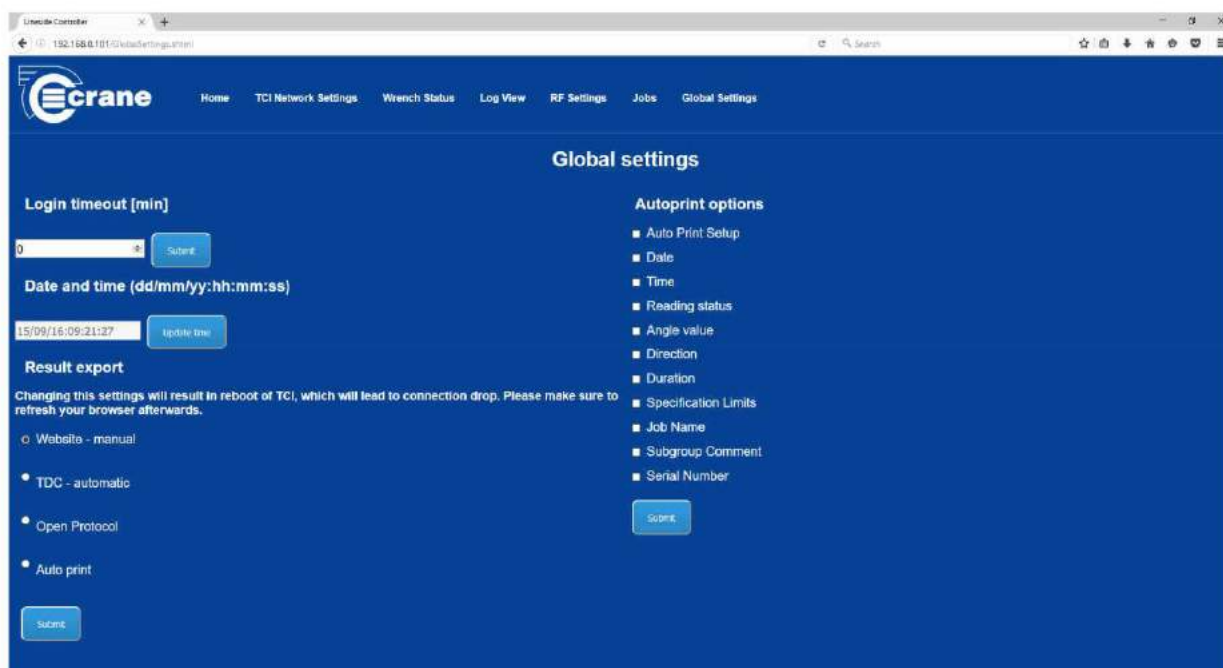 Lineside Controller
192.168.0.101/GlobalSettings.shtml
Search
crane
Home TCI Network Settings Wrench Status Log View RF Settings Jobs Global Settings
Global settings
Login timeout [min]
0
Submit
Date and time (dd/mm/yy:hh:mm:ss)
15/09/16:09:21:27
Update time
Result export
Changing this settings will result in reboot of TCI, which will lead to connection drop. Please make sure to
refresh your browser afterwards.
Website - manual
TDC - automatic
Open Protocol
Auto print
Submit
Autoprint options
Auto Print Setup
Date
Time
Reading status
Angle value
Direction
Duration
Specification Limits
Job Name
Subgroup Comment
Serial Number
Submit